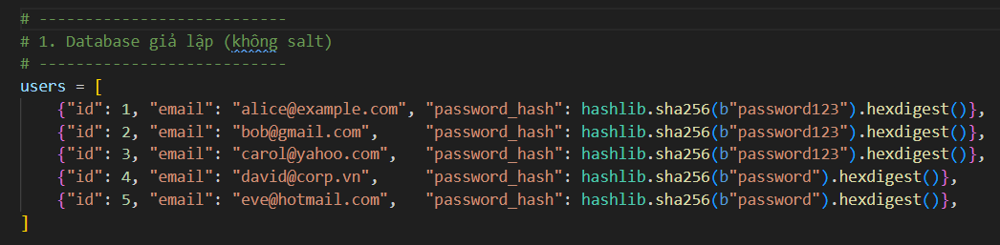 # ---------------------------
# 1. Database giả lập (không salt)
# ---------------------------
users = [
    {"id": 1, "email": "alice@example.com", "password_hash": hashlib.sha256(b"password123").hexdigest()},
    {"id": 2, "email": "bob@gmail.com",     "password_hash": hashlib.sha256(b"password123").hexdigest()},
    {"id": 3, "email": "carol@yahoo.com",   "password_hash": hashlib.sha256(b"password123").hexdigest()},
    {"id": 4, "email": "david@corp.vn",     "password_hash": hashlib.sha256(b"password").hexdigest()},
    {"id": 5, "email": "eve@hotmail.com",   "password_hash": hashlib.sha256(b"password").hexdigest()},
]